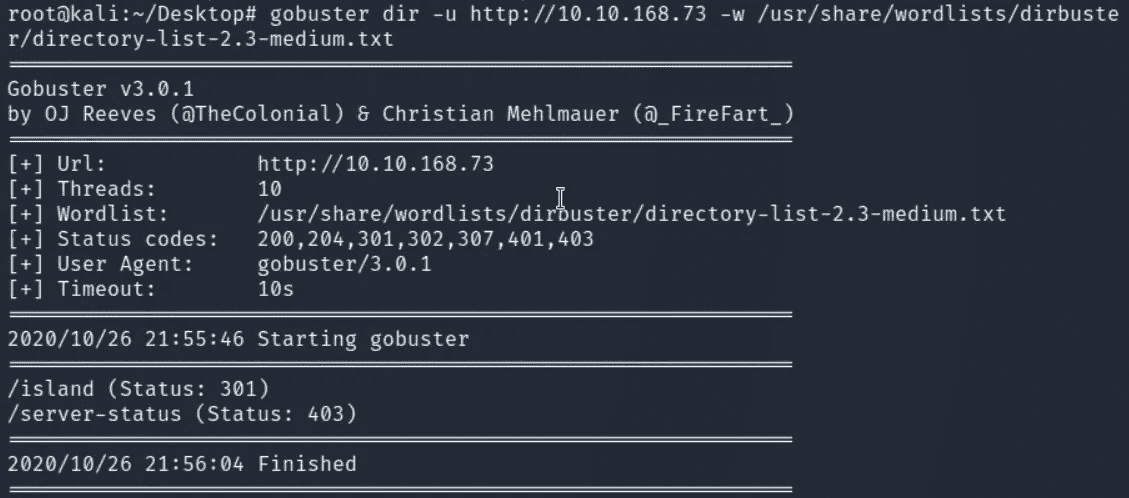 root@kali:~/Desktop# gobuster dir -u http://10.10.168.73 -w /usr/share/wordlists/dirbuste
r/directory-list-2.3-medium.txt
Gobuster v3.0.1
by OJ Reeves (@TheColonial) & Christian Mehlmauer (@_FireFart_)
[+] Url:            http://10.10.168.73
[+] Threads:        10
[+] Wordlist:       /usr/share/wordlists/dirbuster/directory-list-2.3-medium.txt
[+] Status codes:   200,204,301,302,307,401,403
[+] User Agent:     gobuster/3.0.1
[+] Timeout:        10s
2020/10/26 21:55:46 Starting gobuster
/island (Status: 301)
/server-status (Status: 403)
2020/10/26 21:56:04 Finished